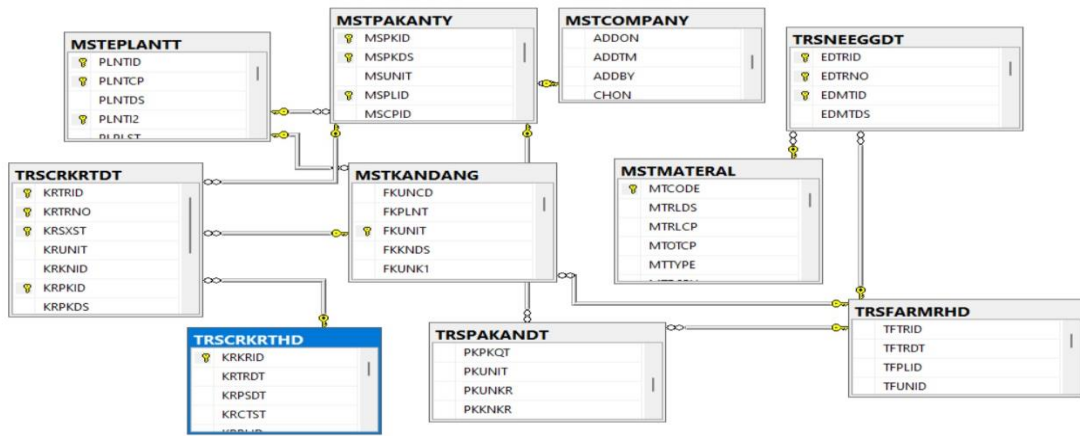 MSTEPLANTT
PLNTID
PLNTCP
PLNTDS
PLNTI2
MSTPAKANTY
MSPKID
MSPKDS
MSUNIT
MSPLID
MSCPID
MSTCOMPANY
ADDON
ADDTM
ADDBY
CHON
TRSNEEGGDT
EDTRID
EDTRNO
EDMTID
EDMTDS
TRSCRKRTDT
KRTRID
KRTRNO
KRSXST
KRUNIT
KRKNID
KRPKID
KRPKDS
MSTKANDANG
FKUNCD
FKPLNT
FKUNIT
FKKNDS
FKUNK1
MSTMATERAL
MTCODE
MTRLDS
MTRLCP
MTOTCP
MTTYPE
TRSCRKRTHD
KRKRID
KRTRDT
KRPSDT
KRCTST
TRSPAKANDT
PKPKQT
PKUNIT
PKUNKR
PKKNKR
TRSFARMRHD
TFTRID
TFTRDT
TFPLID
TFUNID